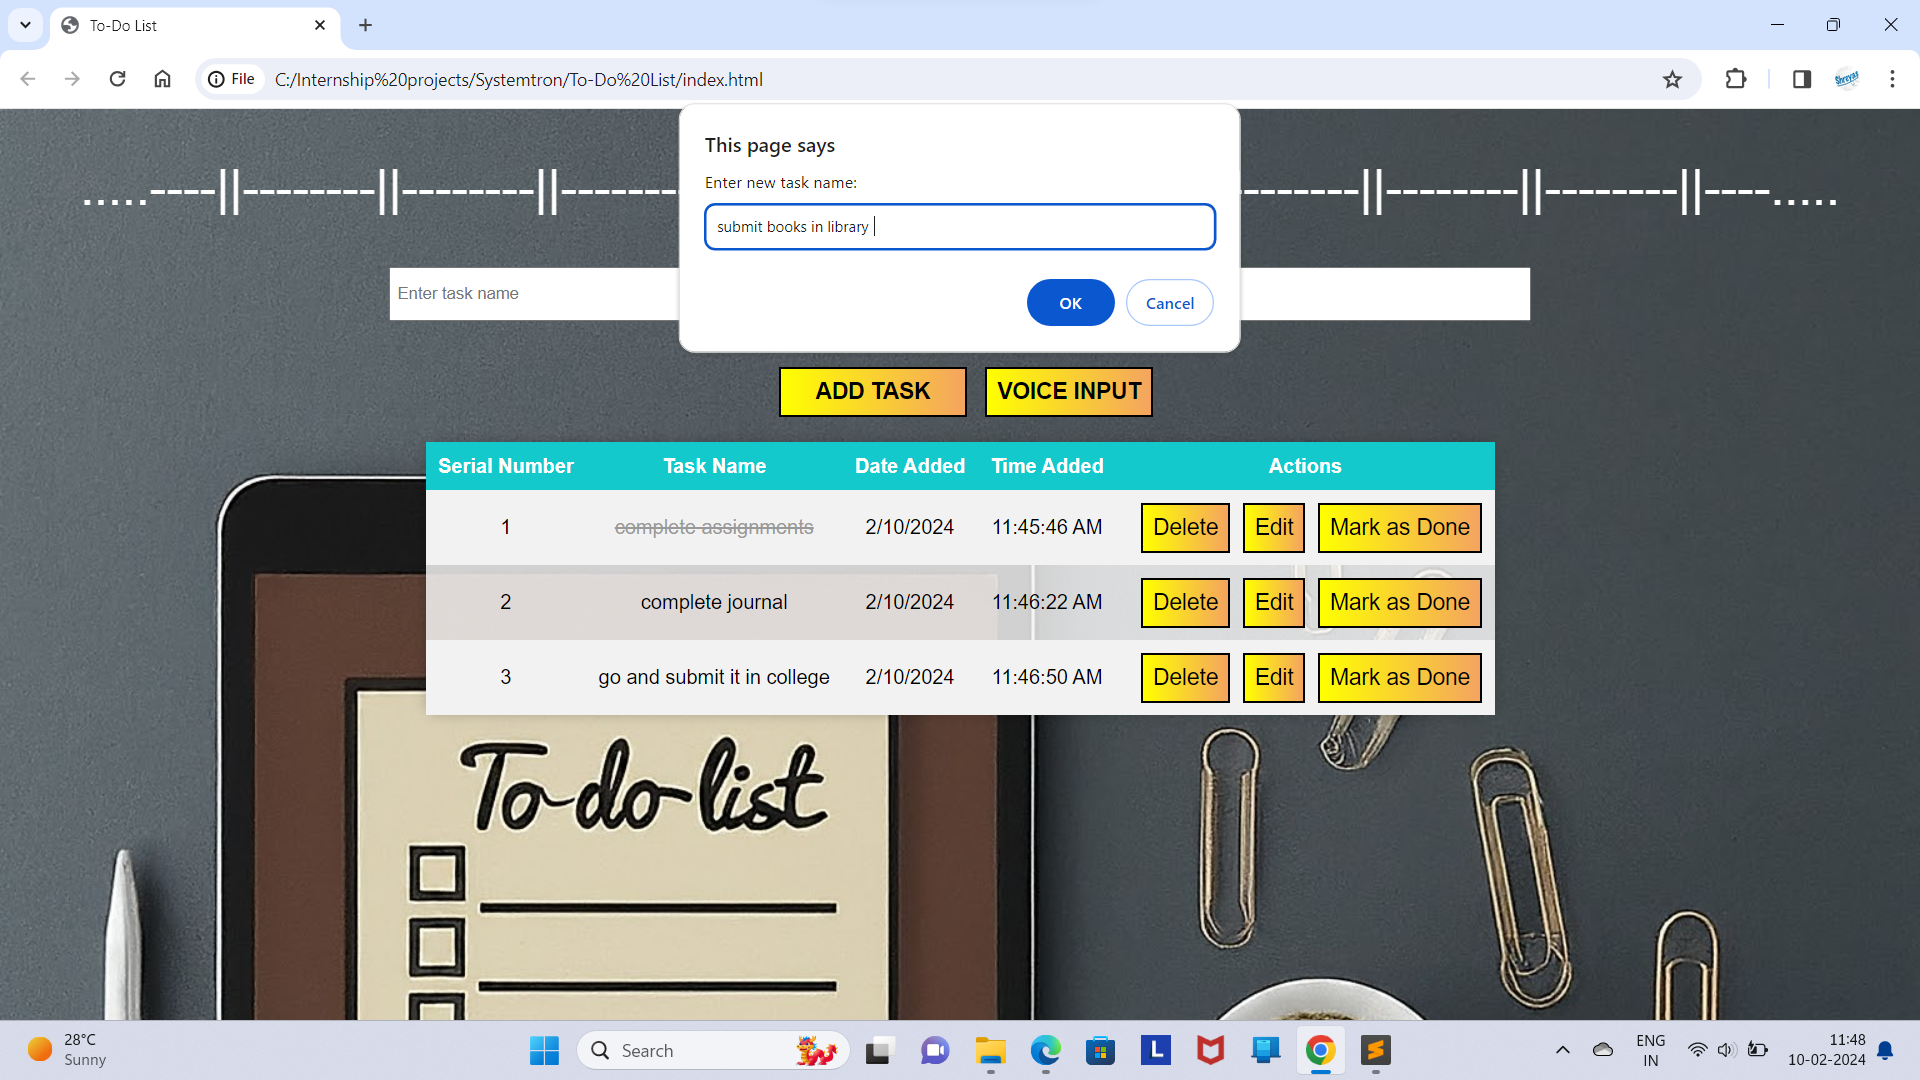 To-Do List
File
C:/Internship%20projects/Systemtron/To-Do%20List/index.html
Shreyas
This page says
Enter new task name:
submit books in library
OK
Cancel
.....----||--------||--------||-------
--------||--------||--------||----.....
Enter task name
ADD TASK
VOICE INPUT
Serial Number Task Name Date Added Time Added Actions
1 complete assignments 2/10/2024 11:45:46 AM Delete Edit Mark as Done
2 complete journal 2/10/2024 11:46:22 AM Delete Edit Mark as Done
3 go and submit it in college 2/10/2024 11:46:50 AM Delete Edit Mark as Done
To-do list
28°C
Sunny
Search
L
ENG
IN
11:48
10-02-2024